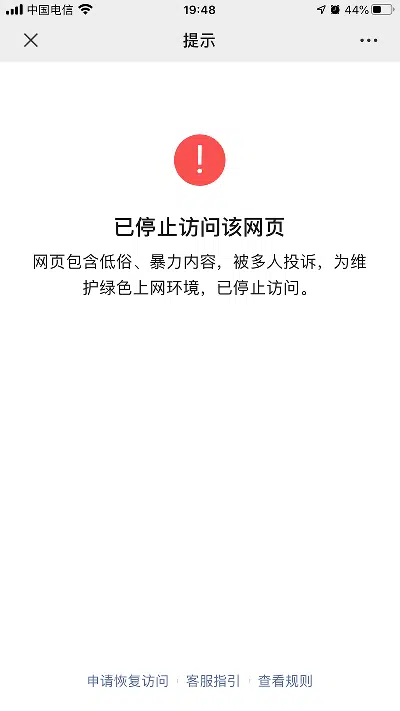 中国电信 19:48 44%
提示
已停止访问该网页
网页包含低俗、暴力内容，被多人投诉，为维
护绿色上网环境，已停止访问。
申请恢复访问 客服指引 查看规则